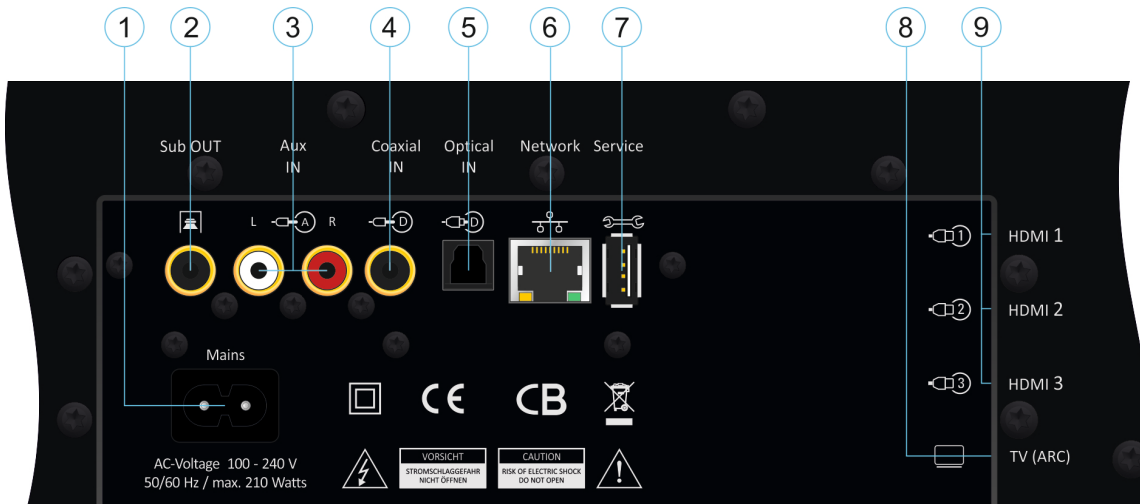 1 2 3 4 5 6 7 8 9
Sub OUT Aux IN Coaxial IN Optical IN Network Service
L A R D D
1 HDMI 1
2 HDMI 2
3 HDMI 3
TV (ARC)
Mains
CE CB
AC-Voltage 100 - 240 V
50/60 Hz / max. 210 Watts
VORSICHT
STROMSCHLAGGEFAHR
NICHT ÖFFNEN
CAUTION
RISK OF ELECTRIC SHOCK
DO NOT OPEN
!